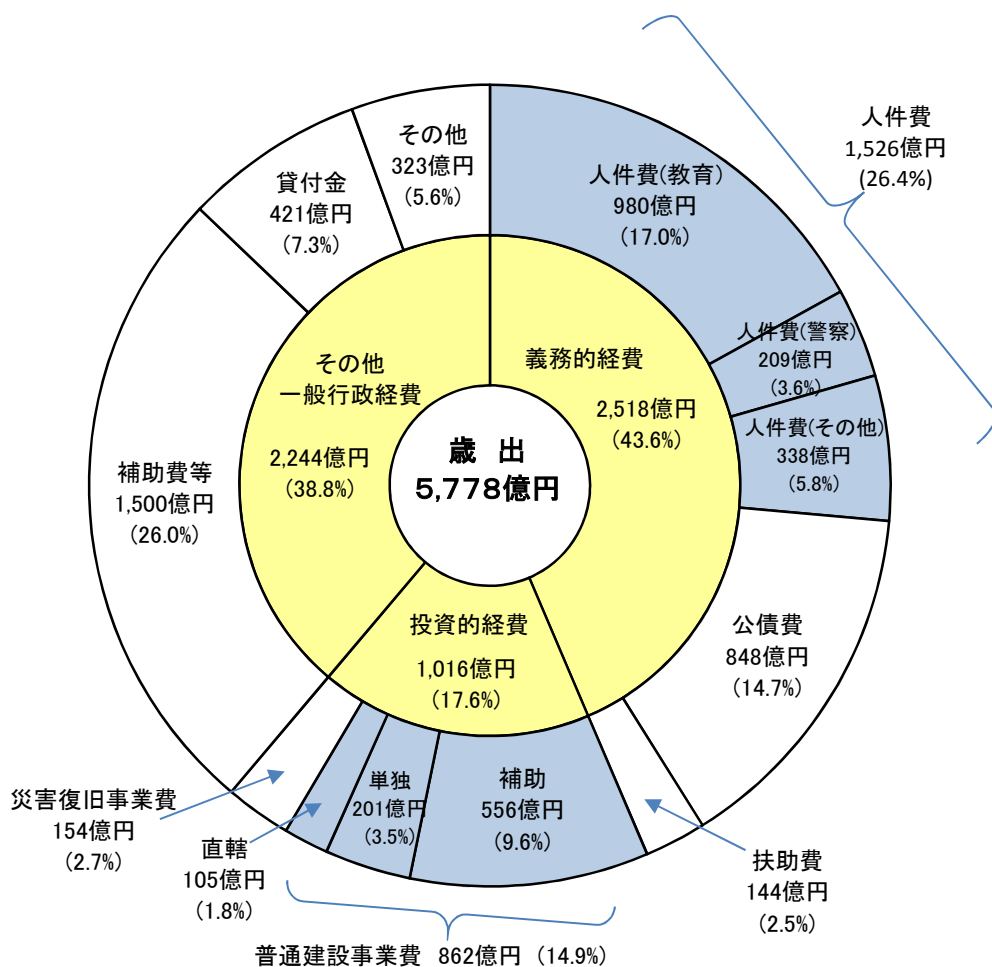 歳 出
5,778億円
義務的経費
2,518億円
(43.6%)
投資的経費
1,016億円
(17.6%)
その他
一般行政経費
2,244億円
(38.8%)
人件費
1,526億円
(26.4%)
人件費(教育)
980億円
(17.0%)
人件費(警察)
209億円
(3.6%)
人件費(その他)
338億円
(5.8%)
公債費
848億円
(14.7%)
扶助費
144億円
(2.5%)
補助
556億円
(9.6%)
単独
201億円
(3.5%)
直轄
105億円
(1.8%)
普通建設事業費 862億円 (14.9%)
災害復旧事業費
154億円
(2.7%)
補助費等
1,500億円
(26.0%)
貸付金
421億円
(7.3%)
その他
323億円
(5.6%)